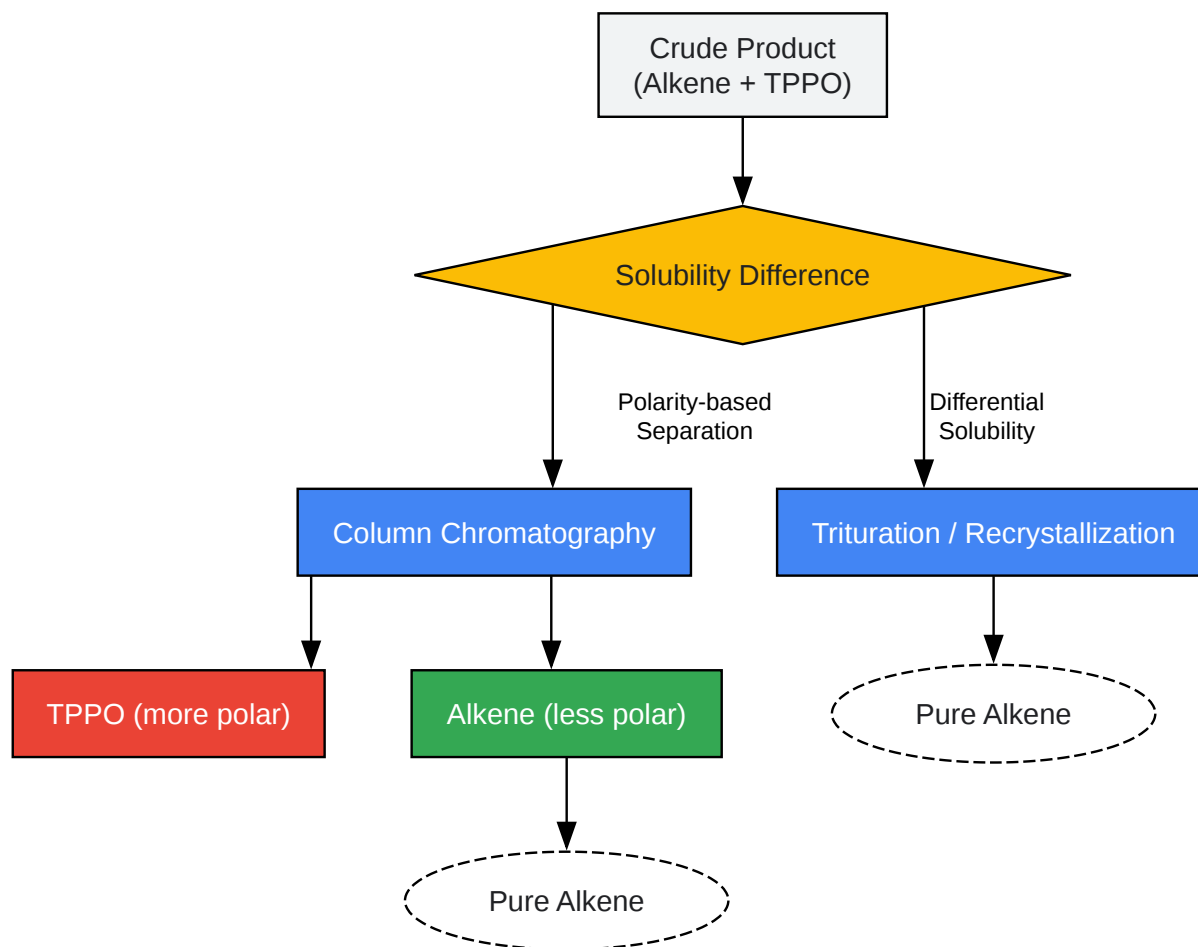 Crude Product
(Alkene + TPPO)
Solubility Difference
Polarity-based
Separation
Differential
Solubility
Column Chromatography
Trituration / Recrystallization
TPPO (more polar)
Alkene (less polar)
Pure Alkene
Pure Alkene